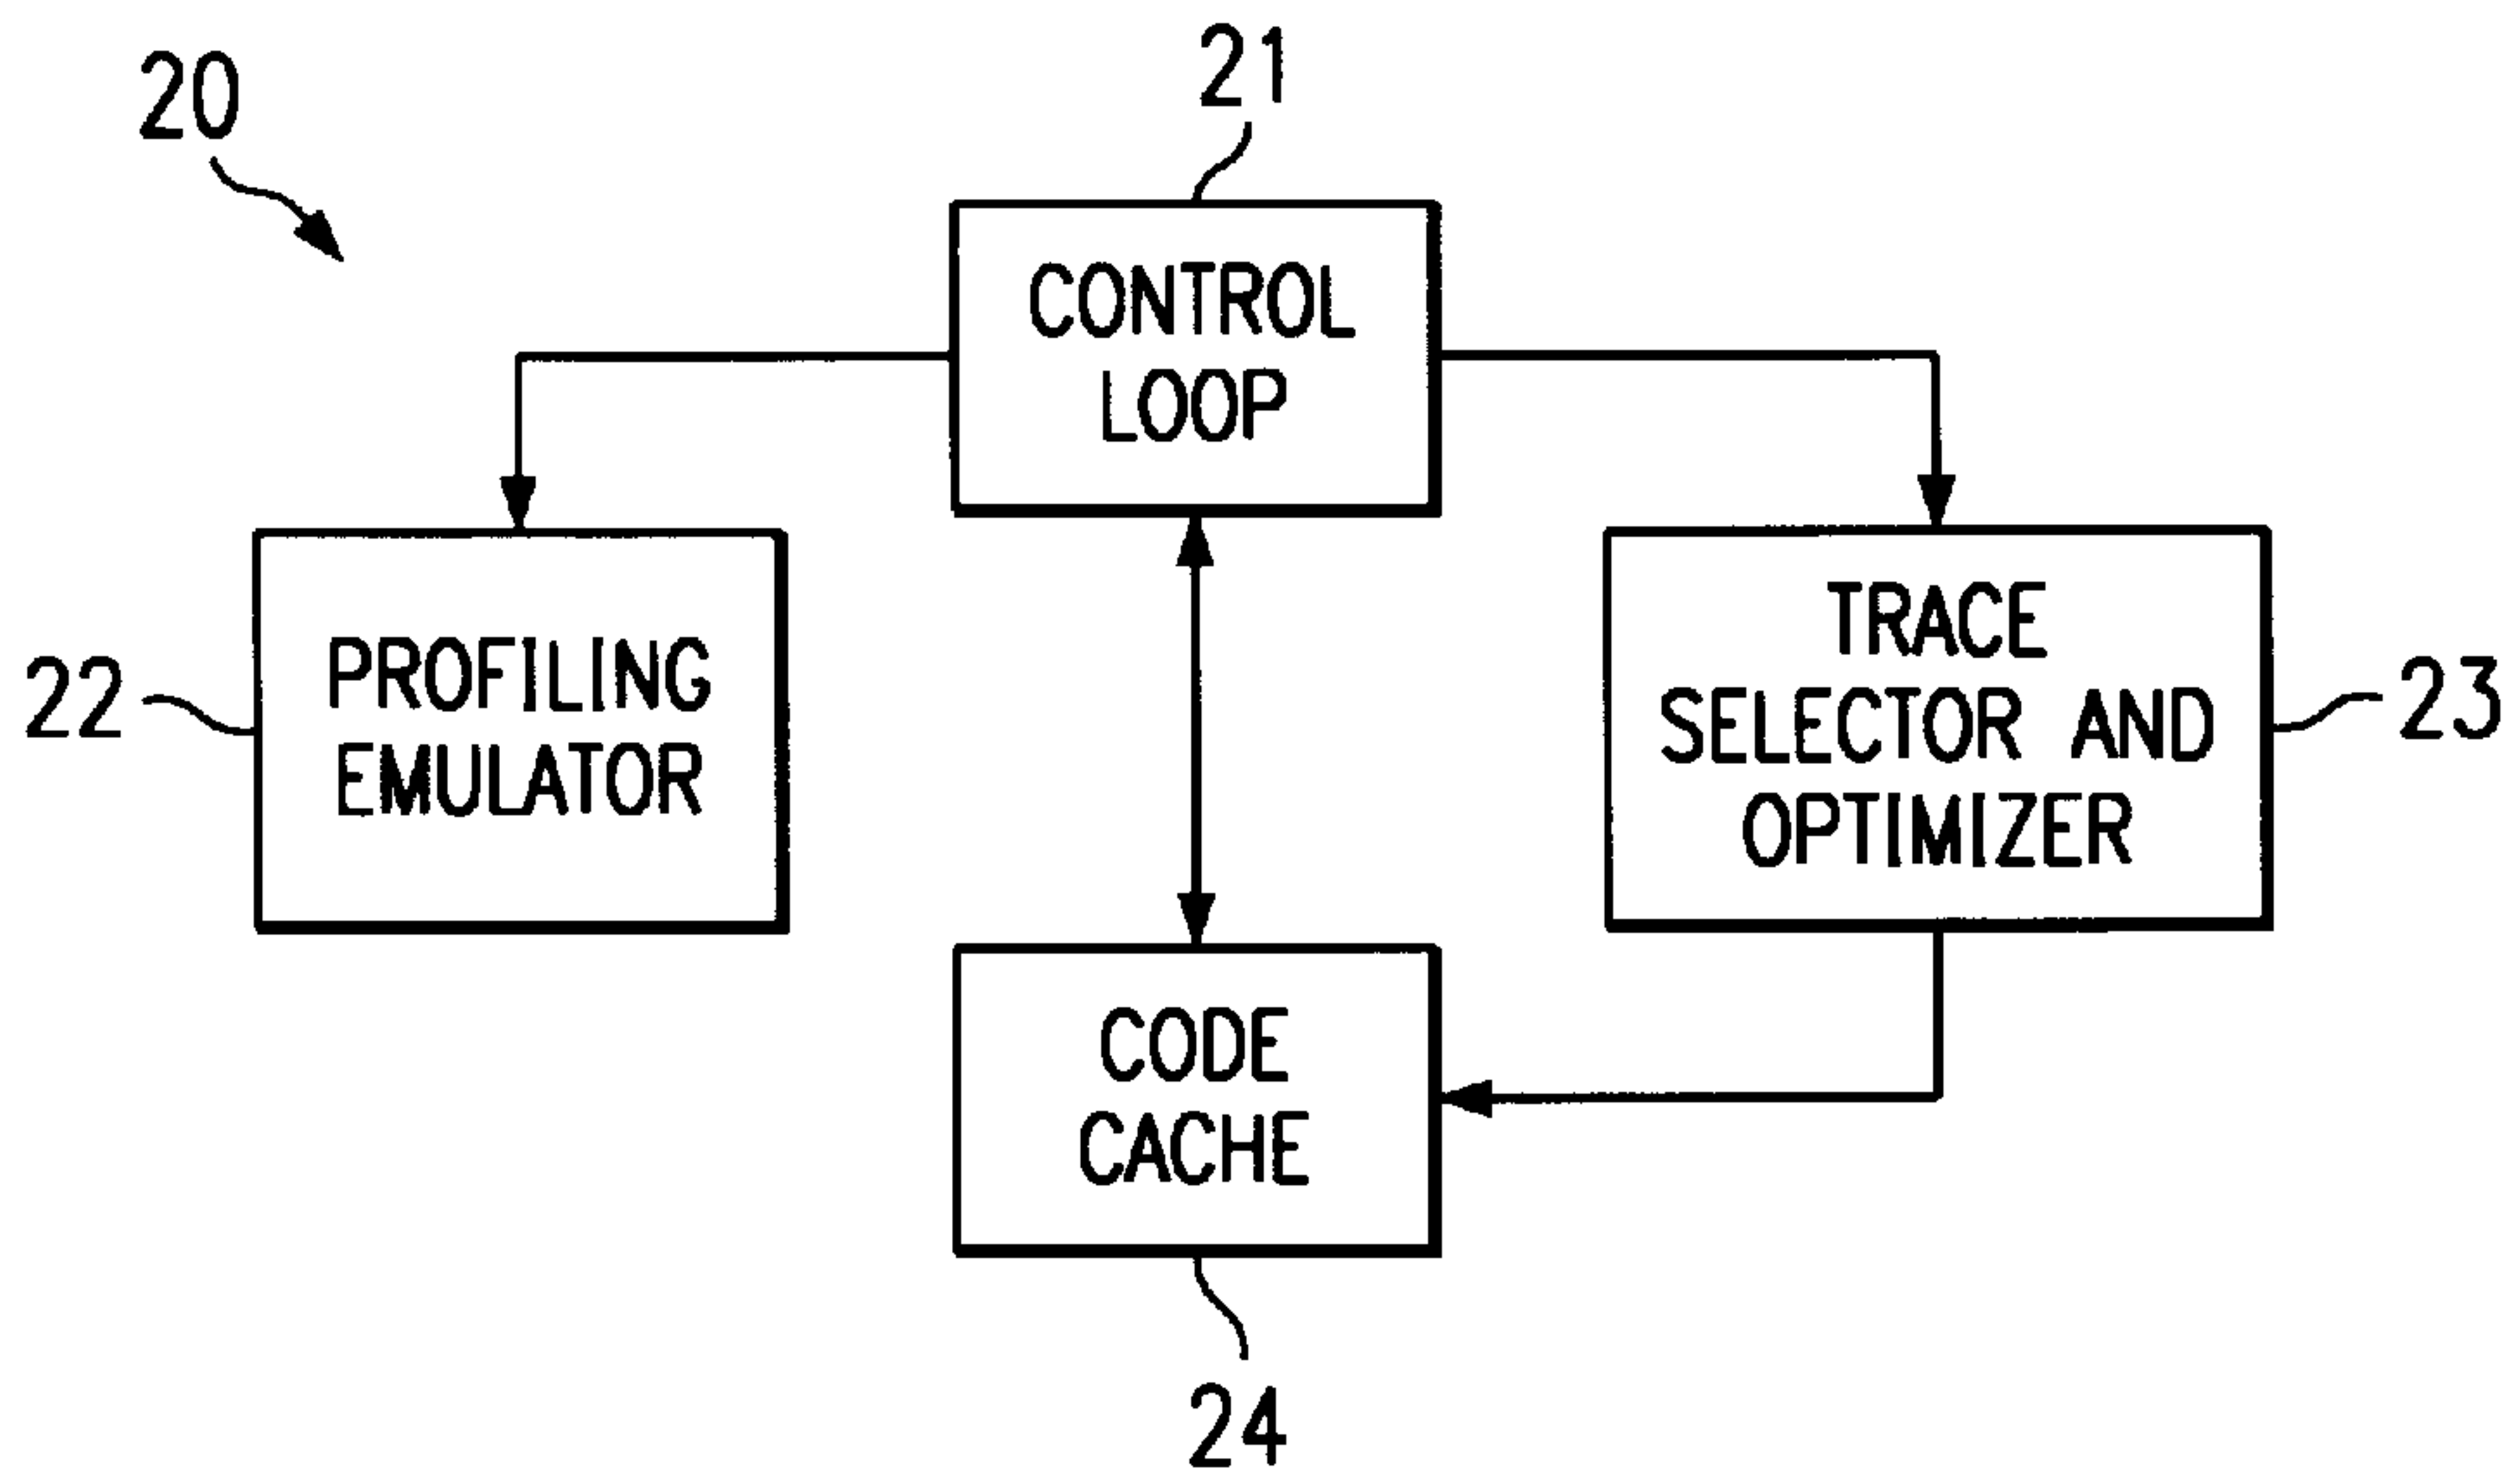 20
21
CONTROL
LOOP
22
PROFILING
EMULATOR
TRACE
SELECTOR AND
OPTIMIZER
23
CODE
CACHE
24